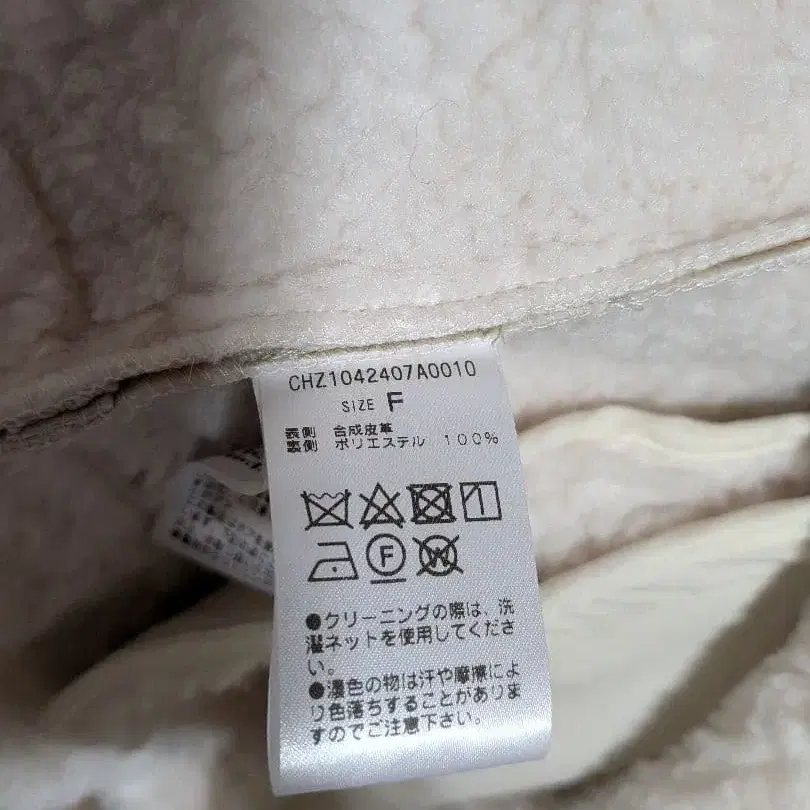 CHZ1042407A0010
SIZE F
表側 合成皮革
裏側 ポリエステル 100%
F
W
●クリーニングの際は、洗
濯ネットを使用してくださ
い。
●濃色の物は汗や摩擦によ
り色落ちすることがありま
すのでご注意下さい。